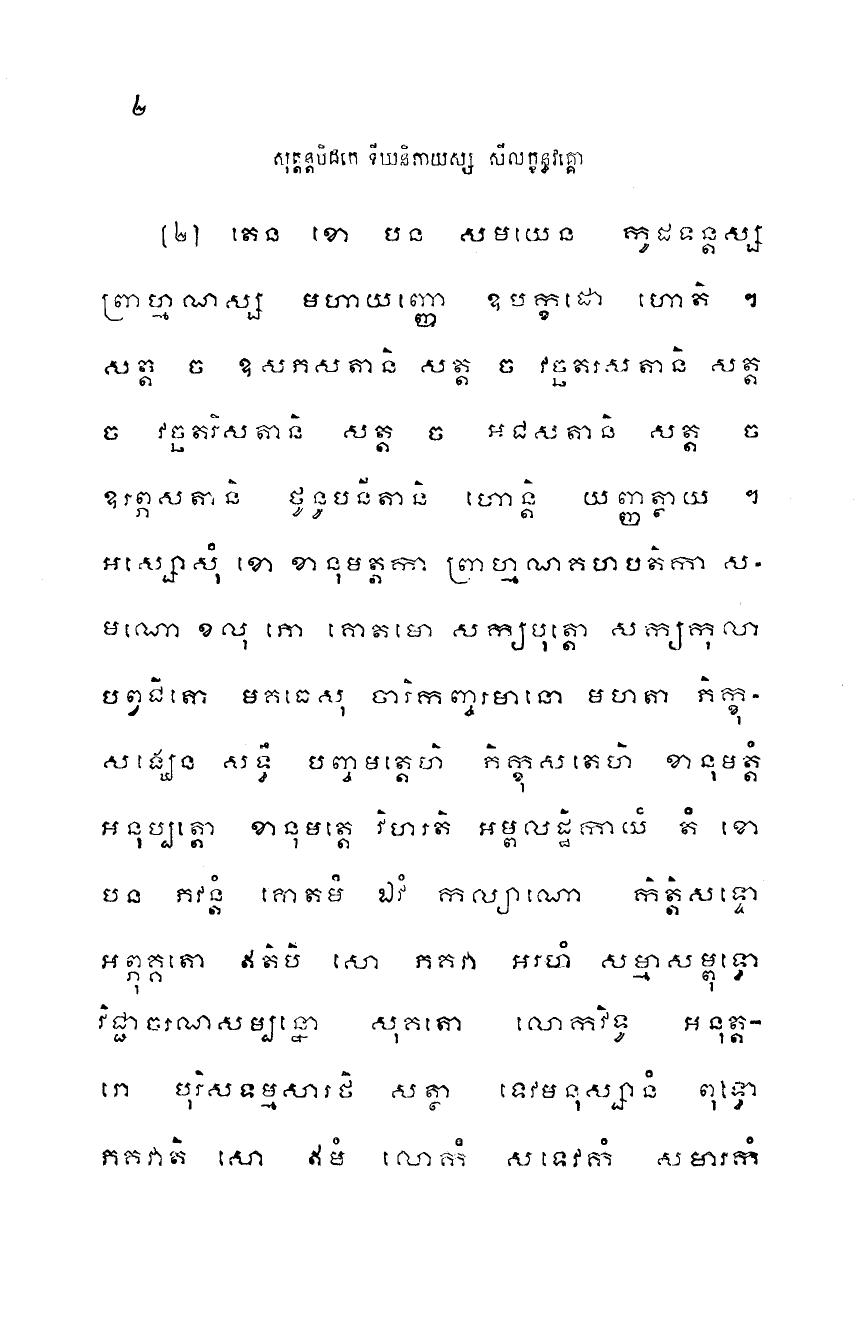 ២
សុត្តន្តបិដកេ ទីឃនិកាយស្ស សីលក្ខន្ធវគ្គោ
[២] តេន ខោ បន សមយេន កូដទន្តស្ស
ព្រាហ្មណស្ស មហាយញ្ញោ ឧបក្ខដោ ហោតិ ។
សត្ត ច ឧសភសតានិ សត្ត ច វច្ឆតរសតានិ សត្ត
ច វច្ឆតរីសតានិ សត្ត ច អជសតានិ សត្ត ច
ឧរព្ភសតានិ ថូនូបនីតានិ ហោន្តិ យញ្ញត្ថាយ ។
អស្សោសុំ ខោ ខានុមត្តកា ព្រាហ្មណគហបតិកា ស-
មណោ ខលុ ភោ គោតមោ សក្យបុត្តោ សក្យកុលា
បព្វជិតោ មគធេសុ ចារិកញ្ចរមានោ មហតា ភិក្ខុ-
សង្ឃេន សទ្ធឹ បញ្ចមត្តេហិ ភិក្ខុសតេហិ ខានុមត្តំ
អនុប្បត្តោ ខានុមត្តេ វិហរតិ អម្ពលដ្ឋិកាយំ តំ ខោ
បន ភវន្តំ គោតមំ ឯវំ កល្យាណោ កិត្តិសទ្ទោ
អព្ភុគ្គតោ ឥតិបិ សោ ភគវា អរហំ សម្មាសម្ពុទ្ធោ
វិជ្ជាចរណសម្បន្នោ សុគតោ លោកវិទូ អនុត្ត-
រោ បុរិសទម្មសារថិ សត្ថា ទេវមនុស្សានំ ពុទ្ធោ
ភគវាតិ សោ ឥមំ លោកំ សទេវកំ សមារកំ